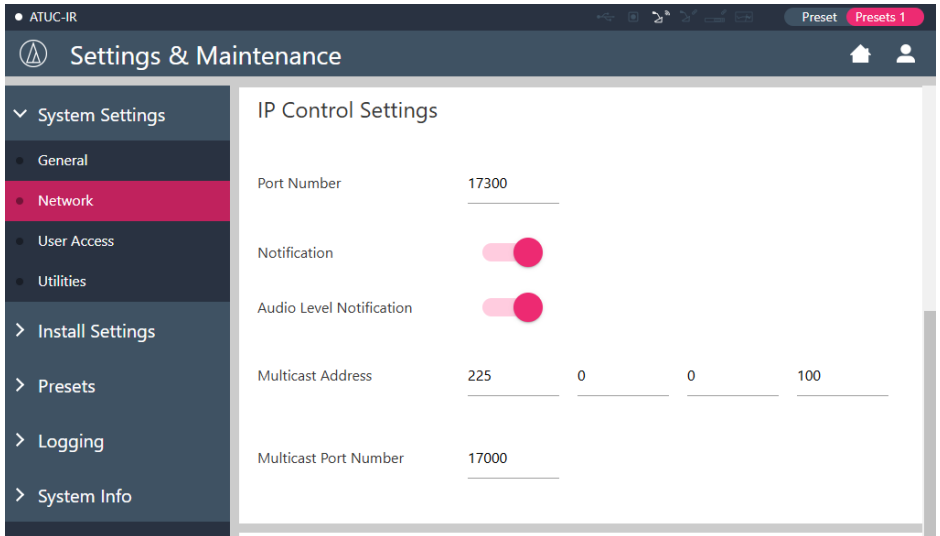 ATUC-IR
Preset Presets 1
Settings & Maintenance
System Settings
General
Network
User Access
Utilities
Install Settings
Presets
Logging
System Info
IP Control Settings
Port Number 17300
Notification
Audio Level Notification
Multicast Address 225 0 0 100
Multicast Port Number 17000